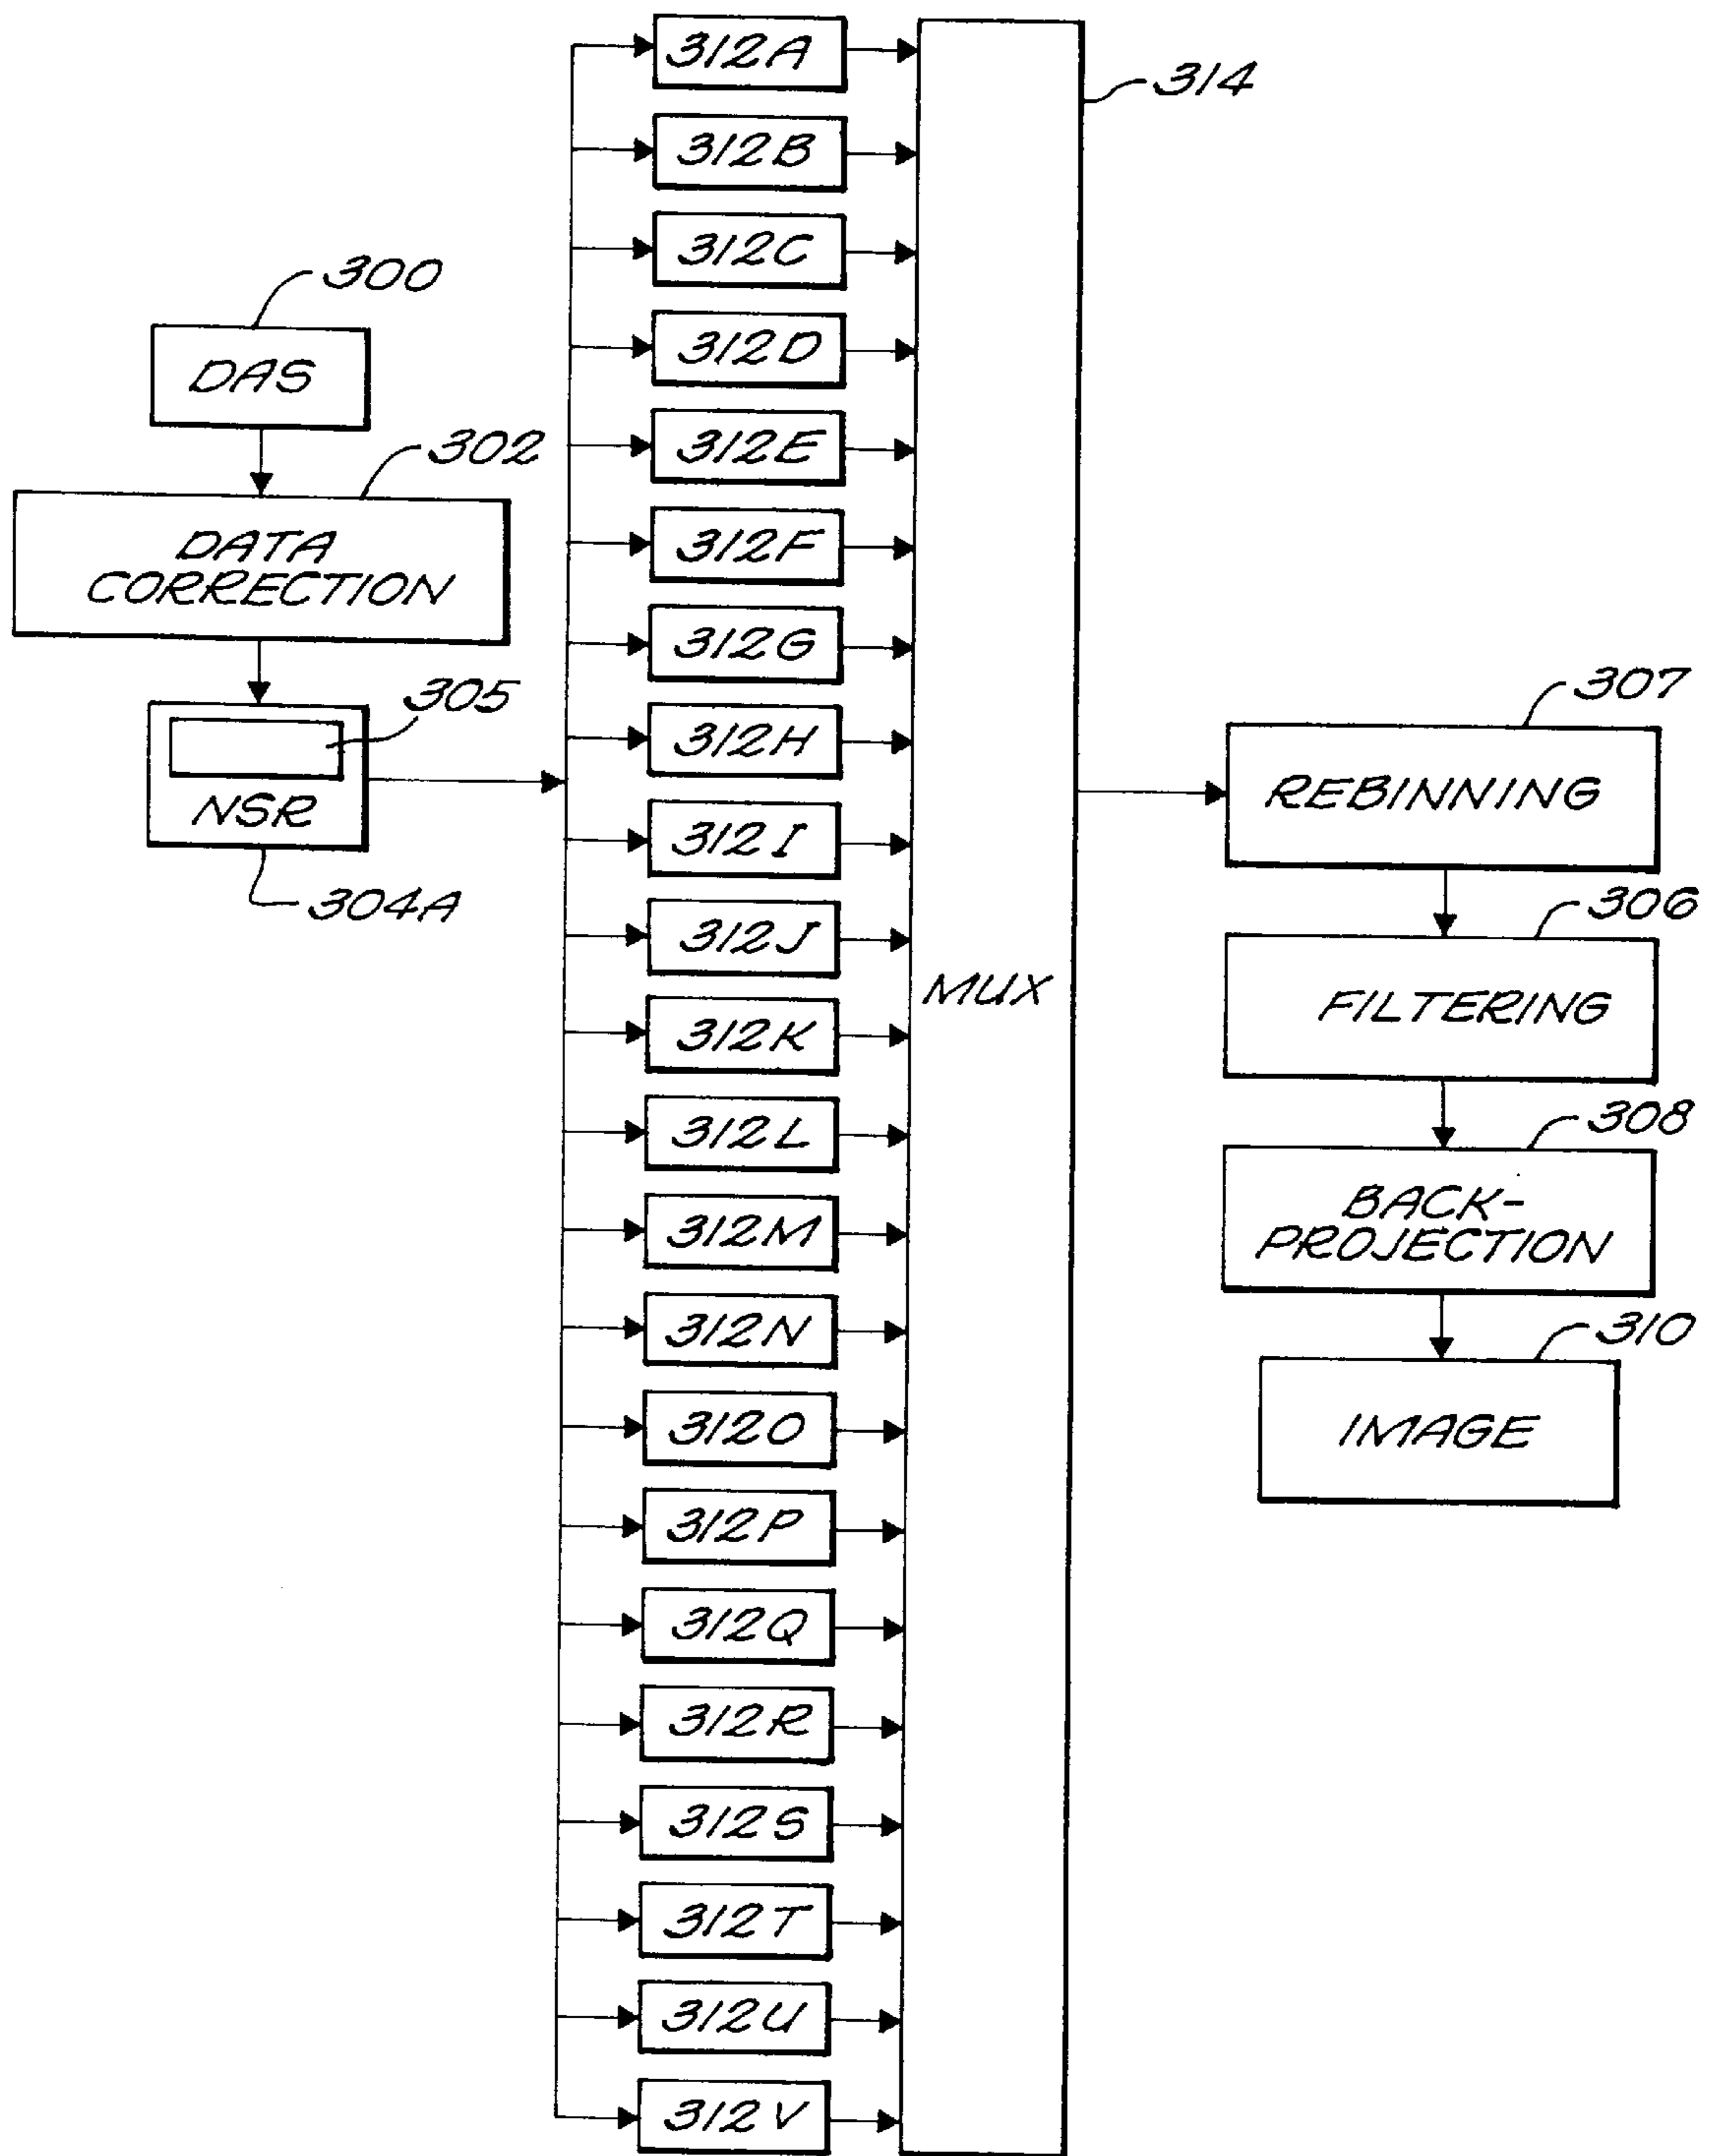 300
DAS
302
DATA
CORRECTION
305
NSR
304A
312A
312B
312C
312D
312E
312F
312G
312H
312I
312J
312K
312L
312M
312N
312O
312P
312Q
312R
312S
312T
312U
312V
314
MUX
307
REBINNING
306
FILTERING
308
BACK-
PROJECTION
310
IMAGE